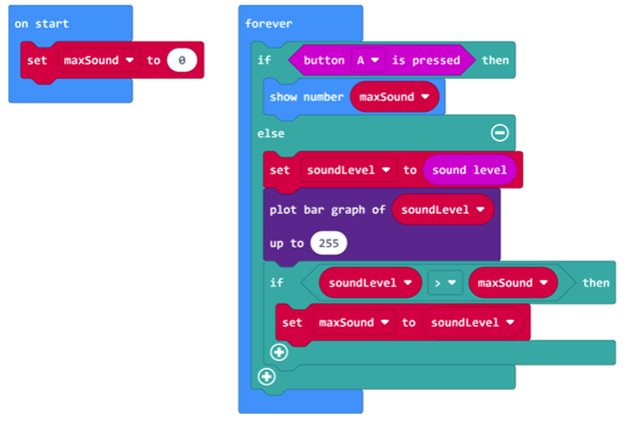 on start
set maxSound to 0
forever
if button A is pressed then
show number maxSound
else
set soundLevel to sound level
plot bar graph of soundLevel
up to 255
if soundLevel > maxSound then
set maxSound to soundLevel